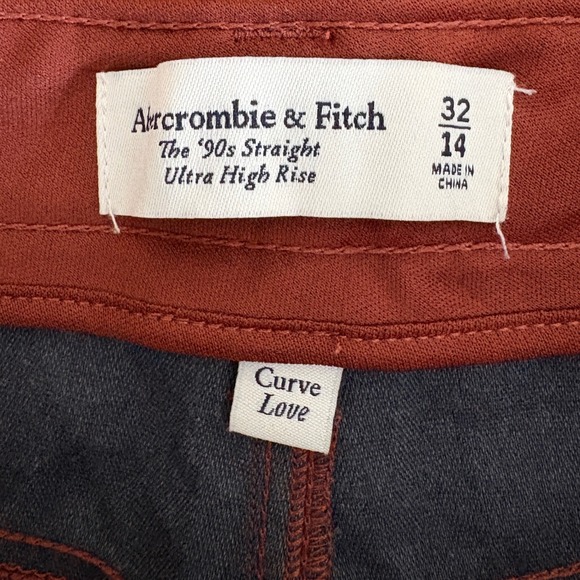 Abercrombie & Fitch
The '90s Straight
Ultra High Rise
32
14
MADE IN
CHINA
Curve
Love